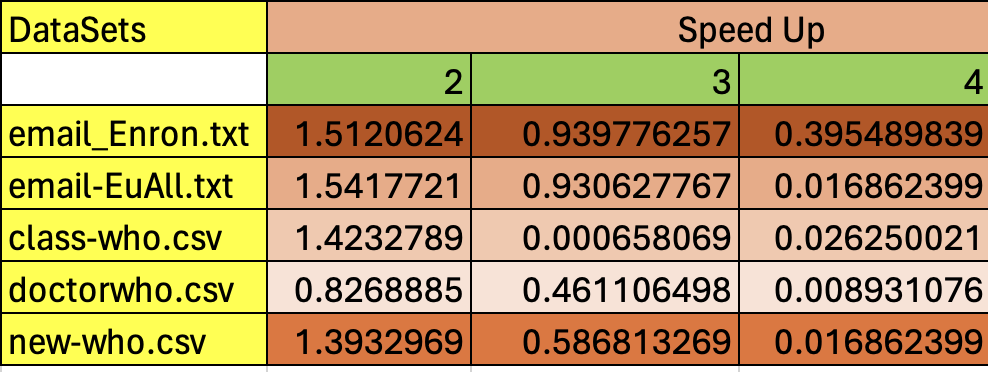 DataSets Speed Up
2 3 4
email_Enron.txt 1.5120624 0.939776257 0.395489839
email-EuAll.txt 1.5417721 0.930627767 0.016862399
class-who.csv 1.4232789 0.000658069 0.026250021
doctorwho.csv 0.8268885 0.461106498 0.008931076
new-who.csv 1.3932969 0.586813269 0.016862399